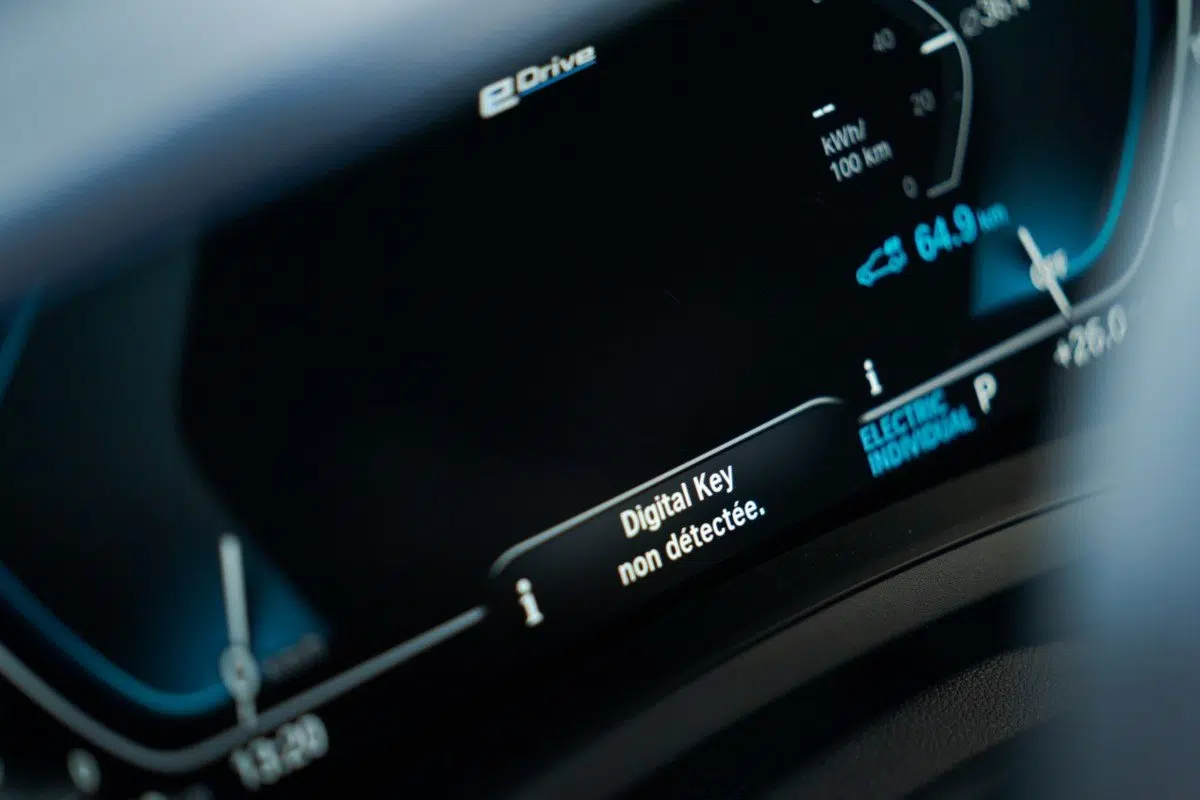 eDrive
40
20
--
kWh/
100 km
0
64.9 km
+26.0
i
P
ELECTRIC
INDIVIDUAL
Digital Key
non détectée.
i
13:20